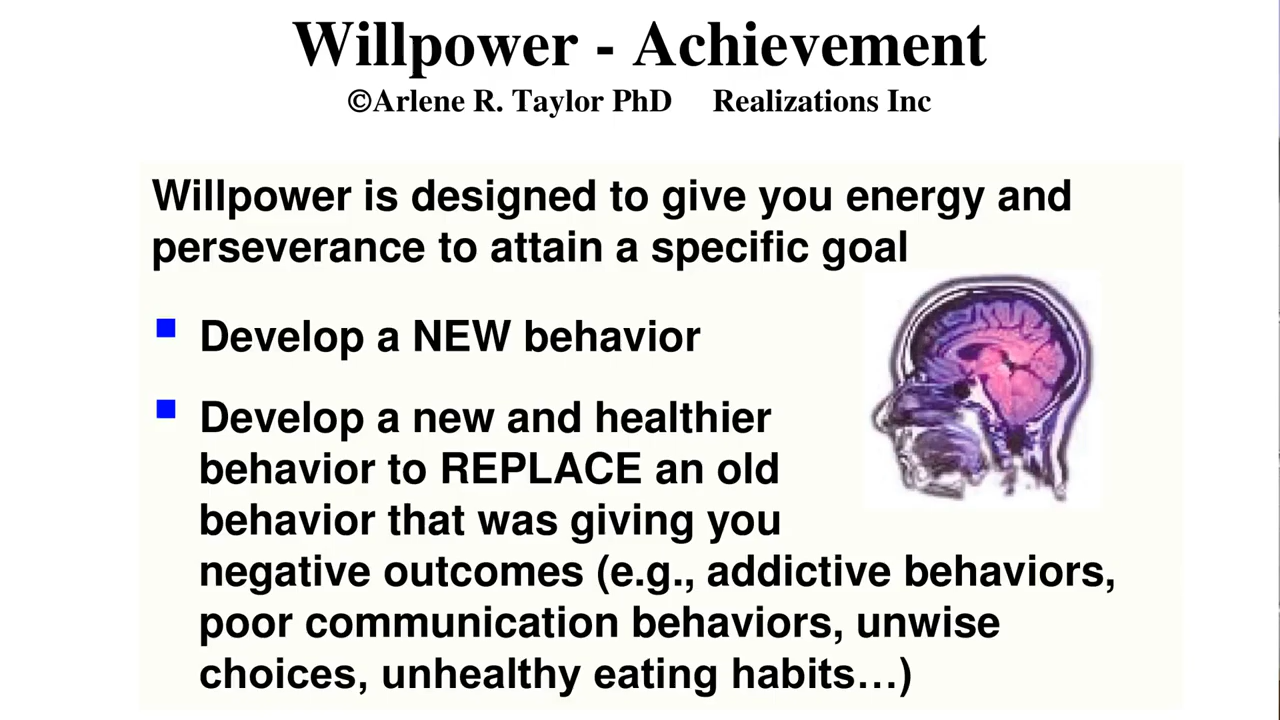 Willpower - Achievement
©Arlene R. Taylor PhD Realizations Inc
Willpower is designed to give you energy and
perseverance to attain a specific goal
Develop a NEW behavior
Develop a new and healthier
behavior to REPLACE an old
behavior that was giving you
negative outcomes (e.g., addictive behaviors,
poor communication behaviors, unwise
choices, unhealthy eating habits…)